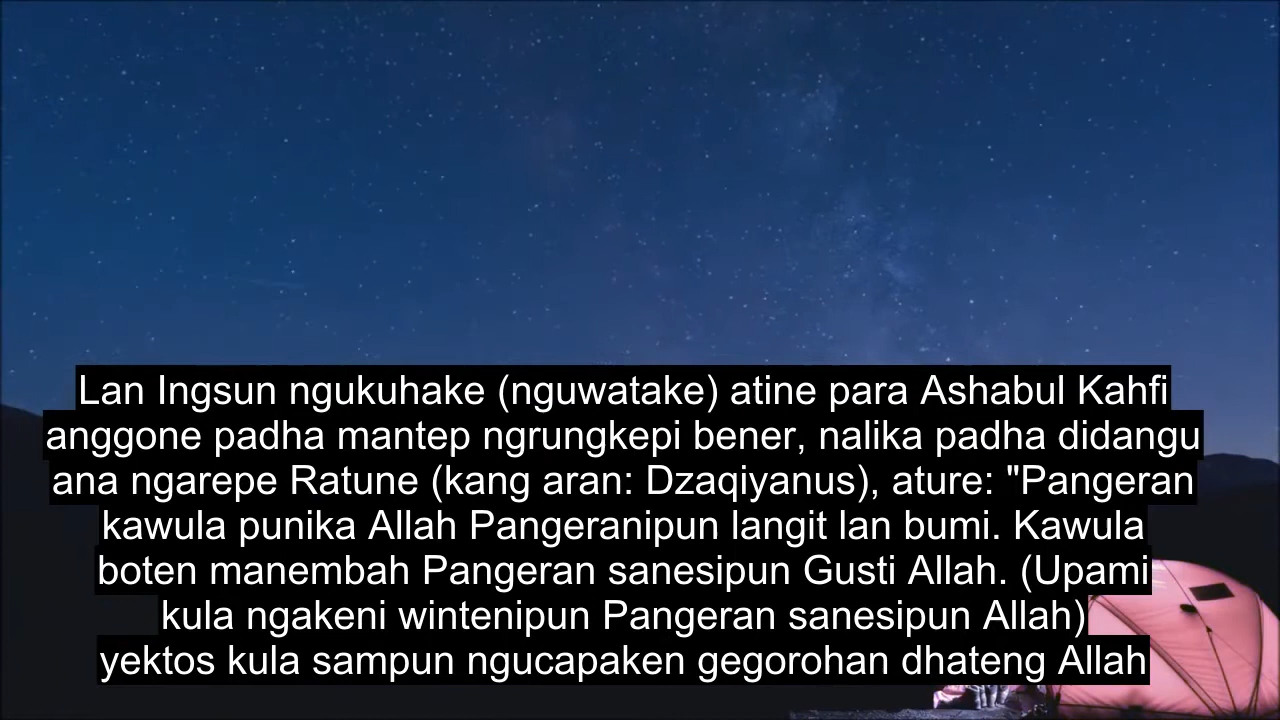 Lan Ingsun ngukuhake (nguwatake) atine para Ashabul Kahfi
anggone padha mantep ngrungkepi bener, nalika padha didangu
ana ngarepe Ratune (kang aran: Dzaqiyanus), ature: "Pangeran
kawula punika Allah Pangeranipun langit lan bumi. Kawula
boten manembah Pangeran sanesipun Gusti Allah. (Upami
kula ngakeni wintenipun Pangeran sanesipun Allah)
yektos kula sampun ngucapaken gegorohan dhateng Allah